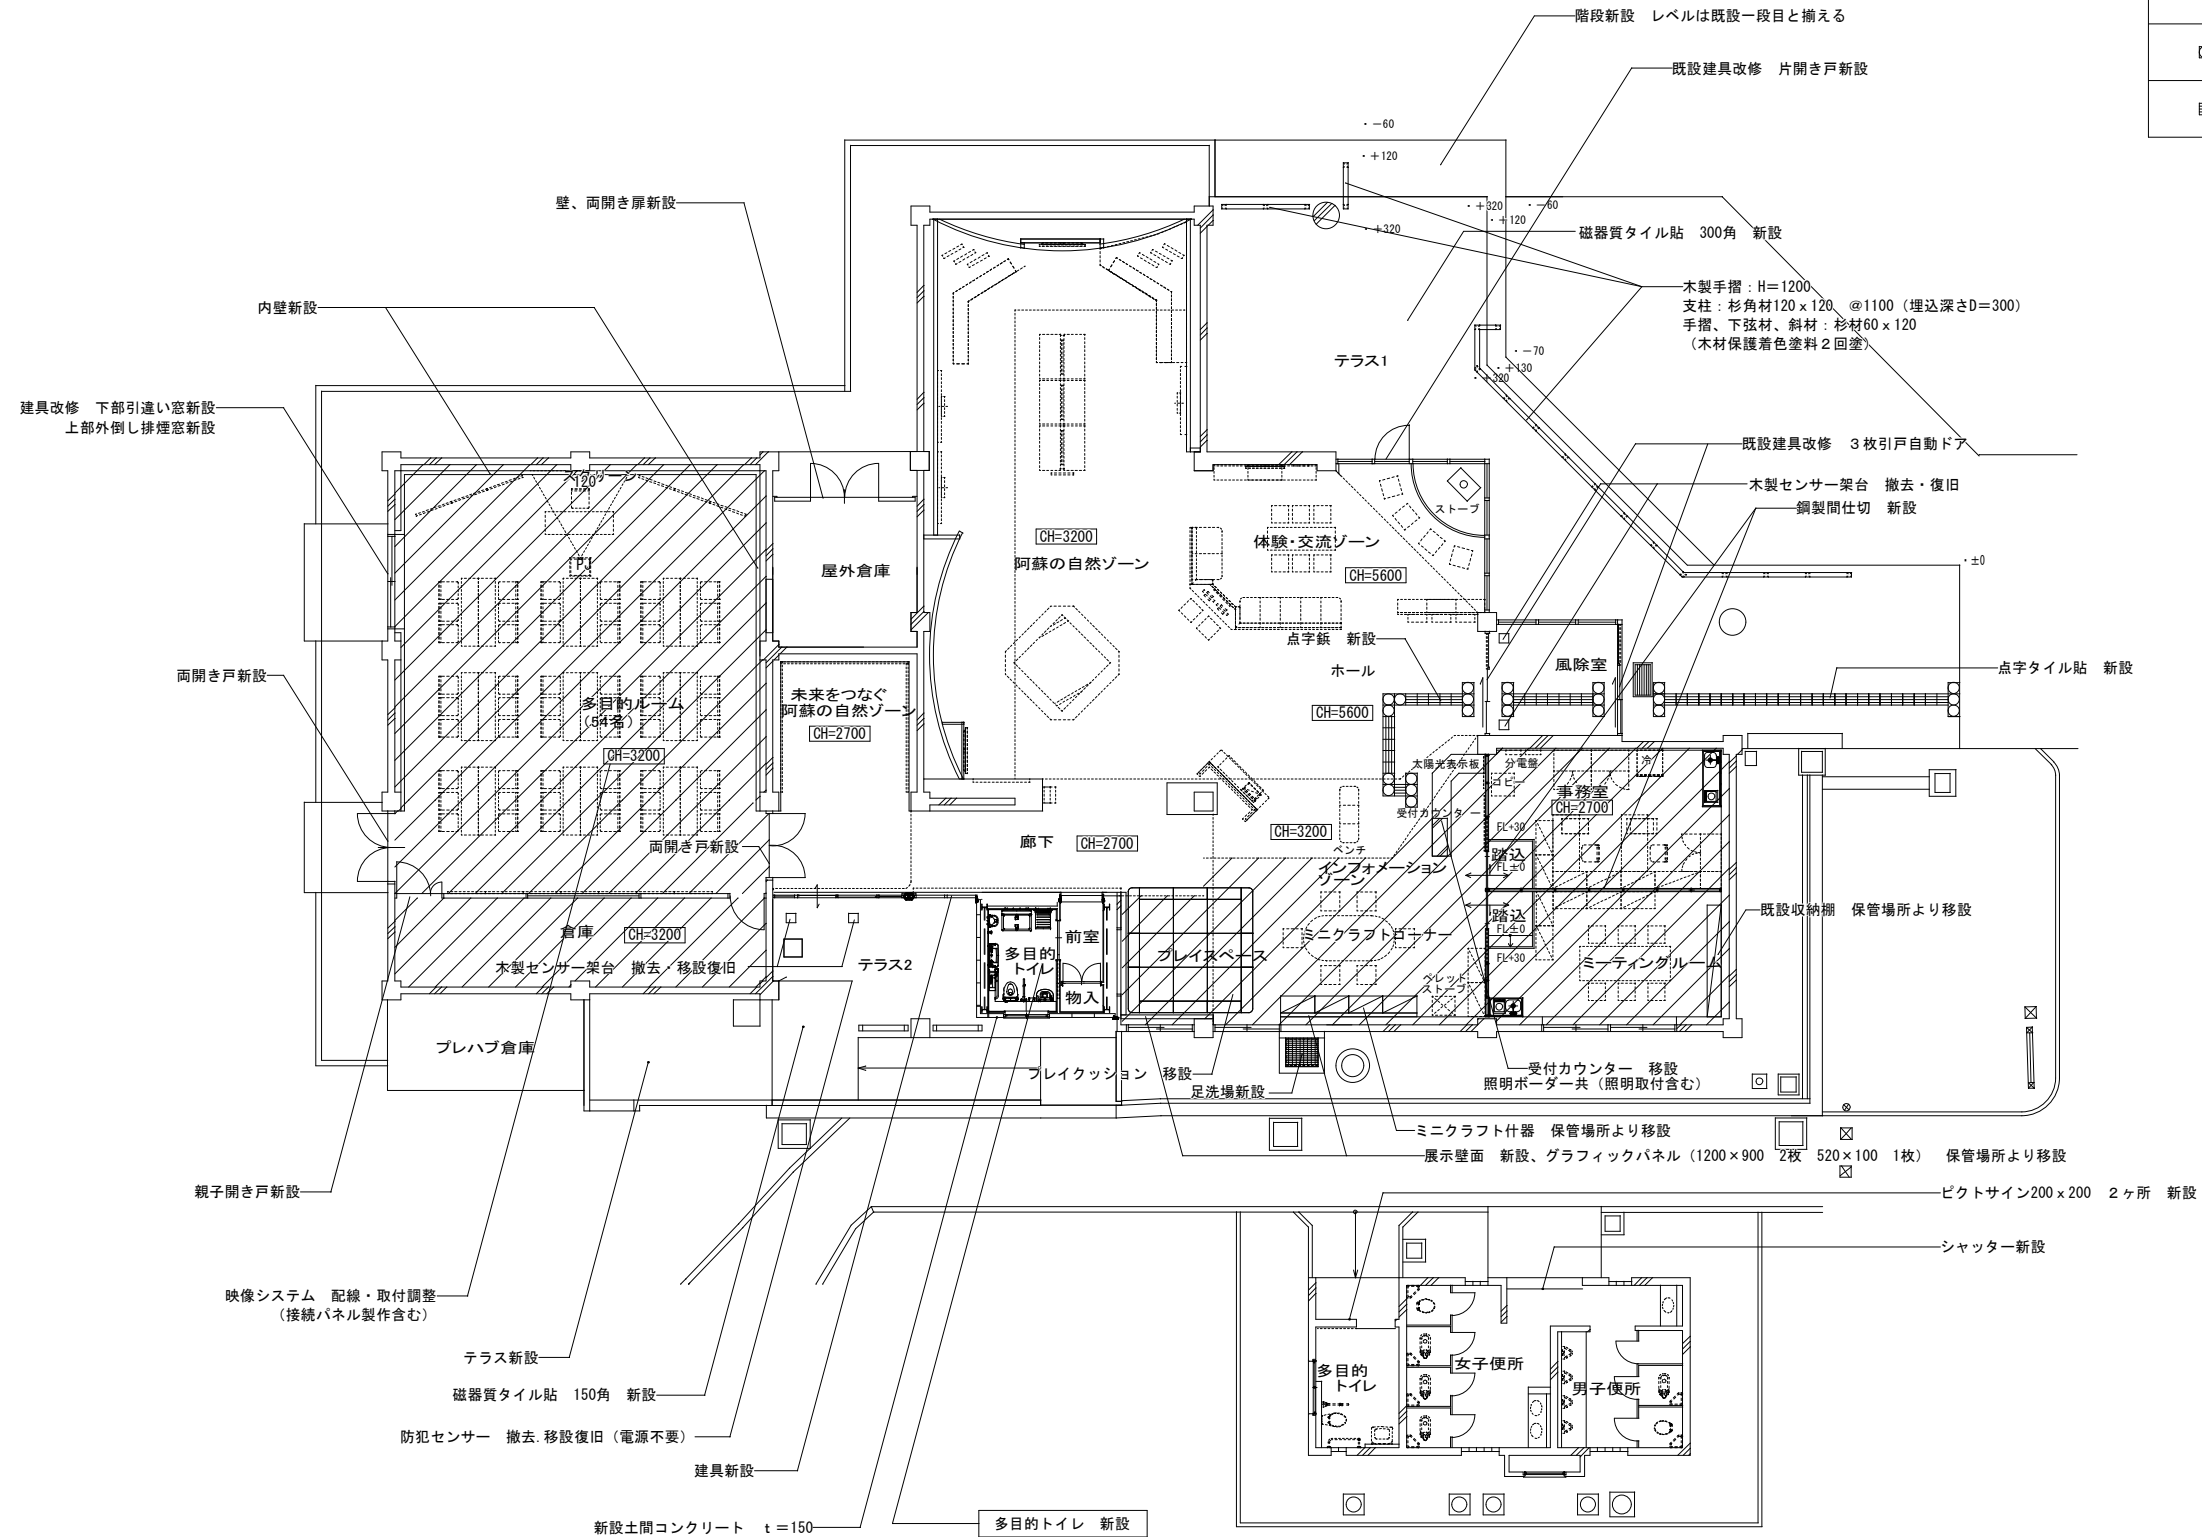 階段新設 レベルは既設一段目と揃える
既設建具改修 片開き戸新設
・−60
・+120
壁、両開き扉新設
・+320
・−60
・+120
・+320
磁器質タイル貼 300角 新設
木製手摺:H=1200
支柱:杉角材120x120 @1100(埋込深さD=300)
手摺、下弦材、斜材:杉材60x120
(木材保護着色塗料2回塗)
内壁新設
・−70
・+130
・+320
テラス1
建具改修 下部引違い窓新設
上部外倒し排煙窓新設
既設建具改修 3枚引戸自動ドア
木製センサー架台 撤去・復旧
鋼製間仕切 新設
スクリーン
120
ストーブ
CH=3200
阿蘇の自然ゾーン
体験・交流ゾーン
CH=5600
PJ
屋外倉庫
・±0
点字鋲 新設
ホール
風除室
点字タイル貼 新設
両開き戸新設
未来をつなぐ
阿蘇の自然ゾーン
CH=2700
多目的ルーム
(54名)
CH=3200
CH=5600
太陽光表示板
分電盤
冷
コピー
事務室
CH=2700
受付カウンター
FL+30
廊下
CH=2700
CH=3200
ベンチ
インフォメーション
ゾーン
踏込
FL±0
両開き戸新設
踏込
FL±0
FL+30
既設収納棚 保管場所より移設
倉庫
CH=3200
木製センサー架台 撤去・移設復旧
テラス2
多目的
トイレ
前室
物入
プレイスペース
ミニクラフトコーナー
ペレット
ストーブ
ミーティングルーム
プレハブ倉庫
プレイクッション 移設
足洗場新設
受付カウンター 移設
照明ボーダー共(照明取付含む)
ミニクラフト什器 保管場所より移設
展示壁面 新設、グラフィックパネル(1200×900 2枚 520×100 1枚) 保管場所より移設
親子開き戸新設
ピクトサイン200x200 2ヶ所 新設
シャッター新設
映像システム 配線・取付調整
(接続パネル製作含む)
テラス新設
磁器質タイル貼 150角 新設
防犯センサー 撤去.移設復旧(電源不要)
建具新設
新設土間コンクリート t=150
多目的トイレ 新設
多目的
トイレ
女子便所
男子便所